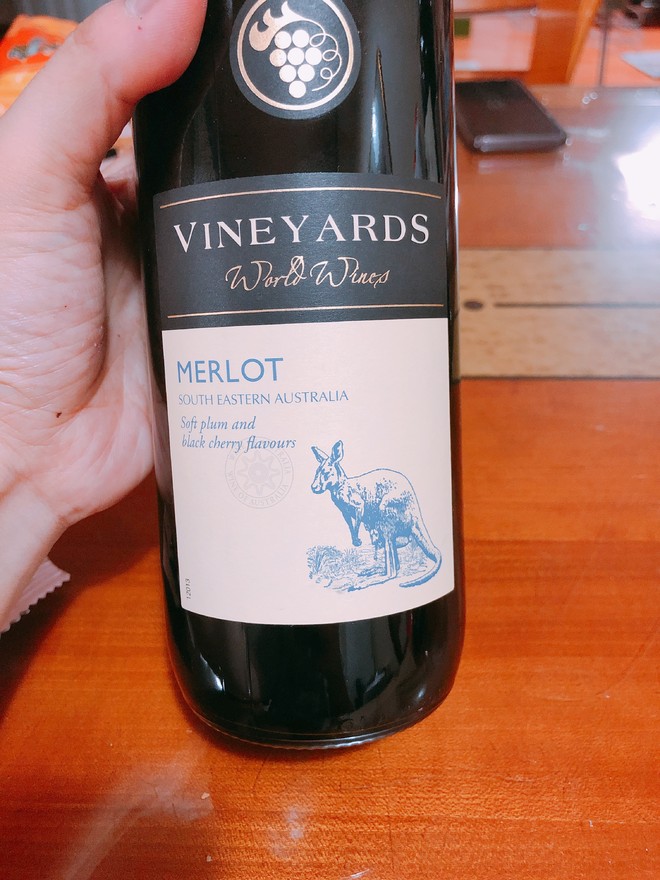 VINEYARDS
World Wines
MERLOT
SOUTH EASTERN AUSTRALIA
Soft plum and
black cherry flavours
12013